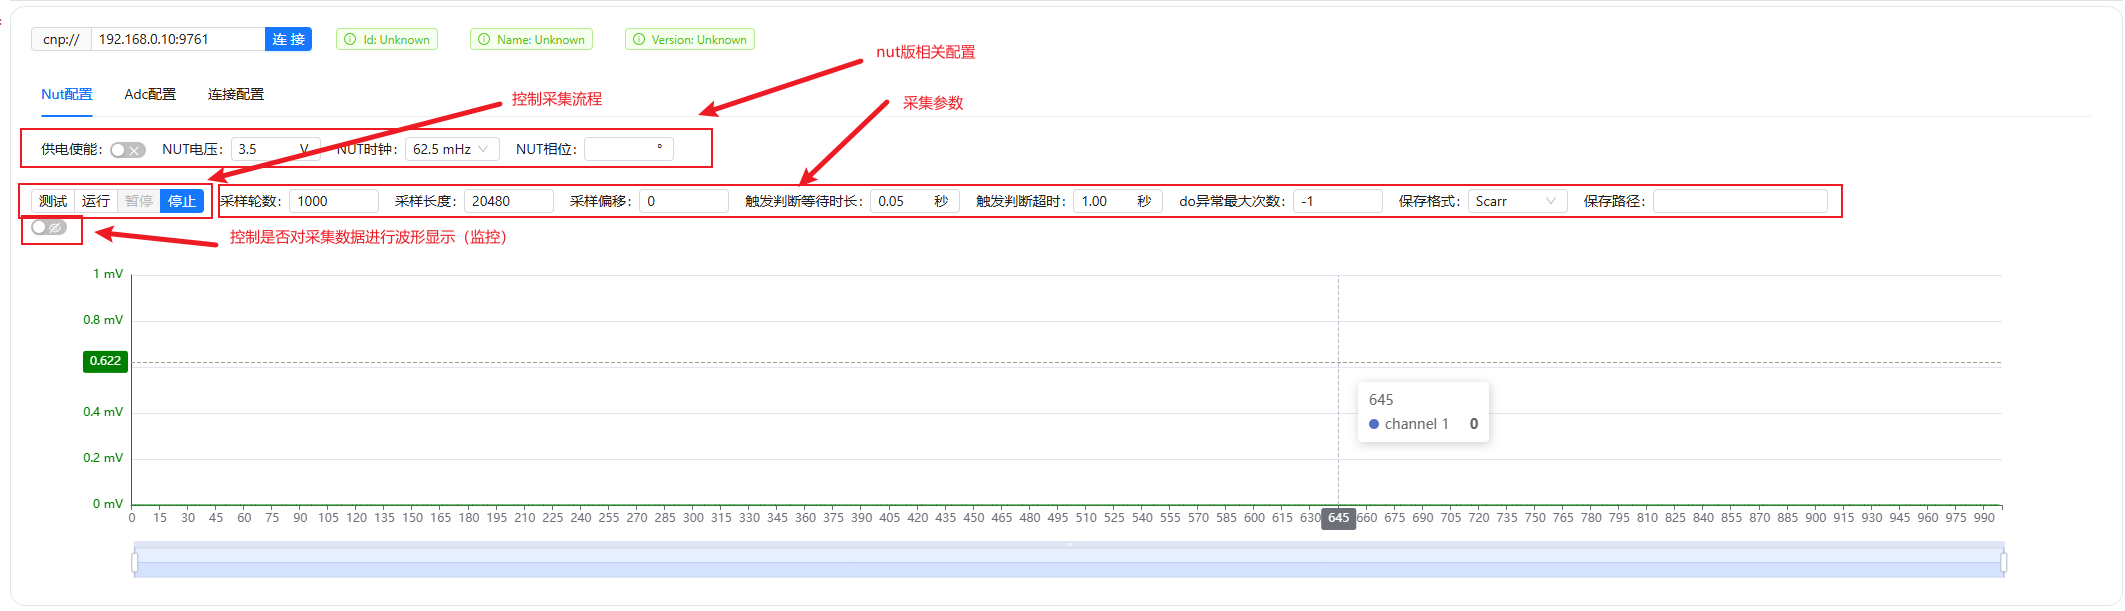 cnp:// 192.168.0.10:9761 连 接 Id: Unknown Name: Unknown Version: Unknown
nut版相关配置
Nut配置 Adc配置 连接配置
控制采集流程 采集参数
供电使能: NUT电压: 3.5 V NUT时钟: 62.5 mHz NUT相位: °
测试 运行 暂停 停止 采样轮数: 1000 采样长度: 20480 采样偏移: 0 触发判断等待时长: 0.05 秒 触发判断超时: 1.00 秒 do异常最大次数: -1 保存格式: Scarr 保存路径:
控制是否对采集数据进行波形显示（监控）
1 mV
0.8 mV
0.622
0.4 mV
0.2 mV
0 mV
645
channel 1 0
0 15 30 45 60 75 90 105 120 135 150 165 180 195 210 225 240 255 270 285 300 315 330 345 360 375 390 405 420 435 450 465 480 495 510 525 540 555 570 585 600 615 630 645 660 675 690 705 720 735 750 765 780 795 810 825 840 855 870 885 900 915 930 945 960 975 990